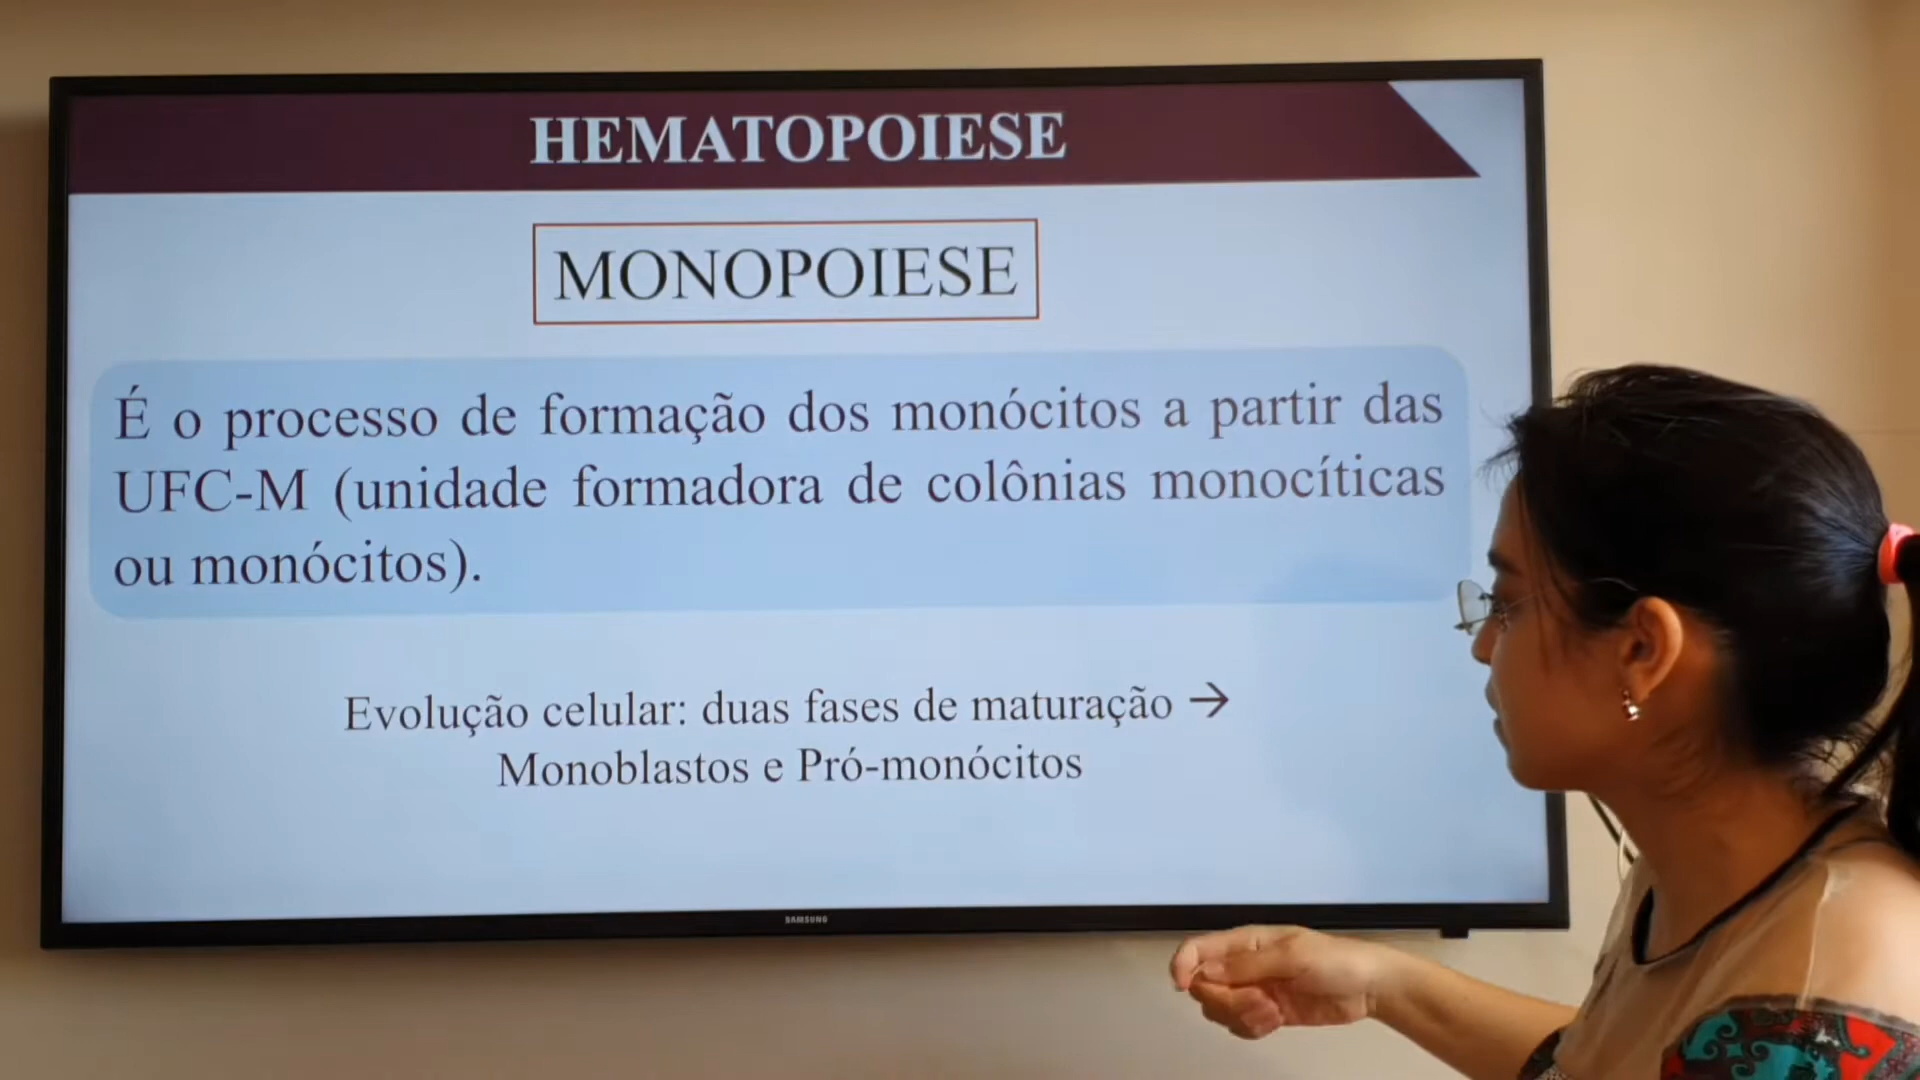 HEMATOPOIESE
MONOPOIESE
É o processo de formação dos monócitos a partir das
UFC-M (unidade formadora de colônias monocíticas
ou monócitos).
Evolução celular: duas fases de maturação →
Monoblastos e Pró-monócitos
SAMSUNG